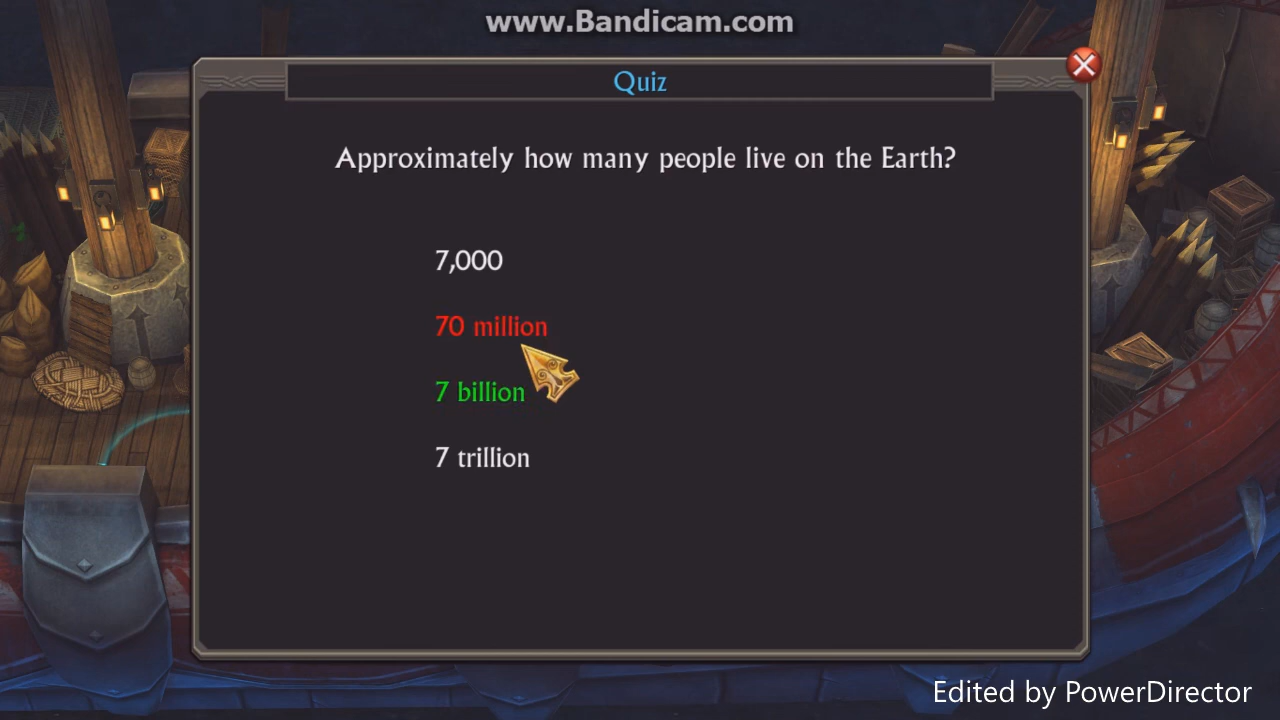 www.Bandicam.com
Quiz
Approximately how many people live on the Earth?
7,000
70 million
7 billion
7 trillion
Edited by PowerDirector